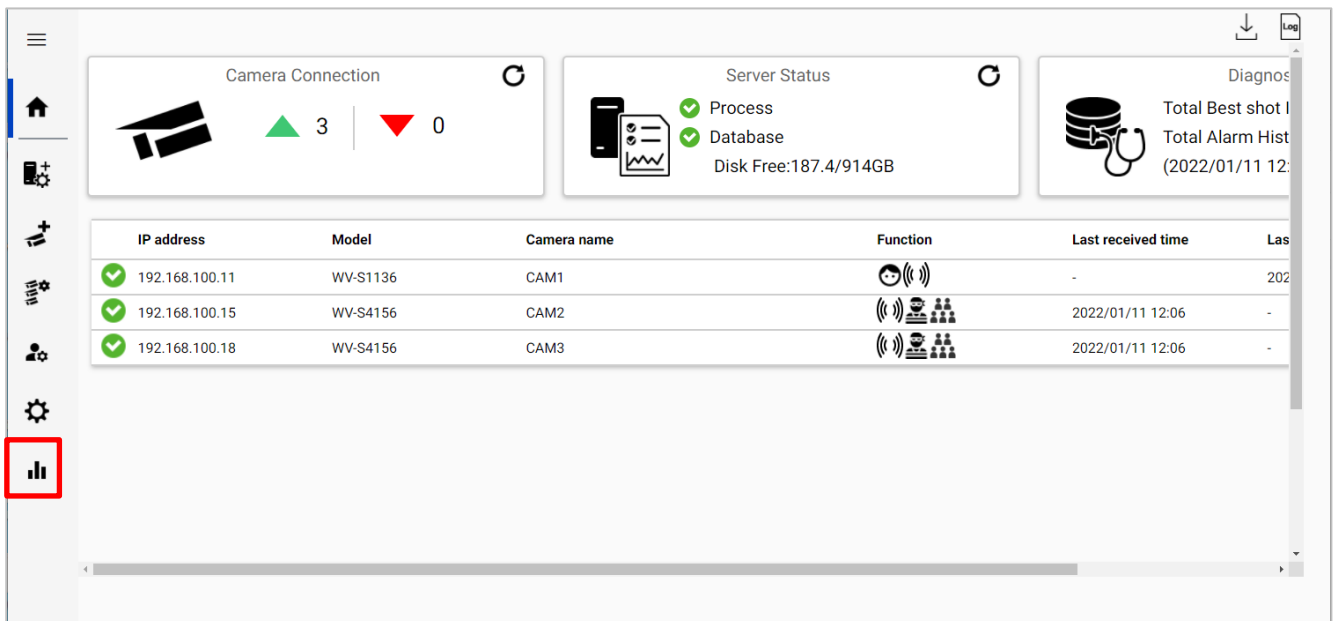 Log
Camera Connection
3
0
Server Status
Process
Database
Disk Free:187.4/914GB
Diagnos
Total Best shot I
Total Alarm Hist
(2022/01/11 12:
IP address Model Camera name Function Last received time Las
192.168.100.11 WV-S1136 CAM1 - 202
192.168.100.15 WV-S4156 CAM2 2022/01/11 12:06 -
192.168.100.18 WV-S4156 CAM3 2022/01/11 12:06 -